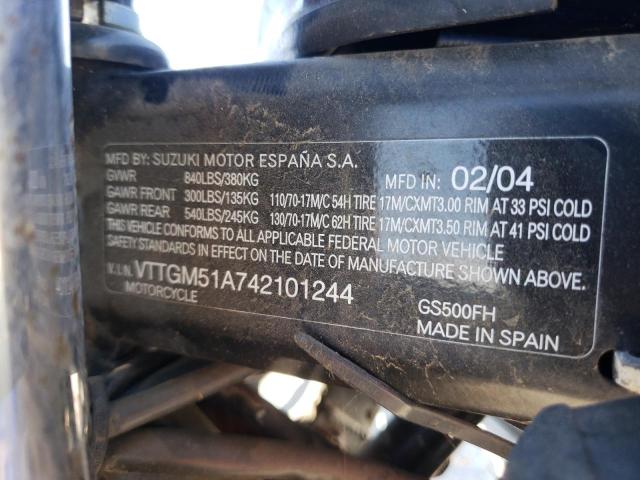 MFD BY: SUZUKI MOTOR ESPAÑA S.A.
GVWR 840LBS/380KG MFD IN: 02/04
GAWR FRONT 300LBS/135KG 110/70-17M/C 54H TIRE 17M/CXMT3.00 RIM AT 33 PSI COLD
GAWR REAR 540LBS/245KG 130/70-17M/C 62H TIRE 17M/CXMT3.50 RIM AT 41 PSI COLD
THIS VEHICLE CONFORMS TO ALL APPLICABLE FEDERAL MOTOR VEHICLE
SAFETY STANDARDS IN EFFECT ON THE DATE OF MANUFACTURE SHOWN ABOVE.
V.I.N. VTTGM51A742101244
MOTORCYCLE GS500FH
MADE IN SPAIN